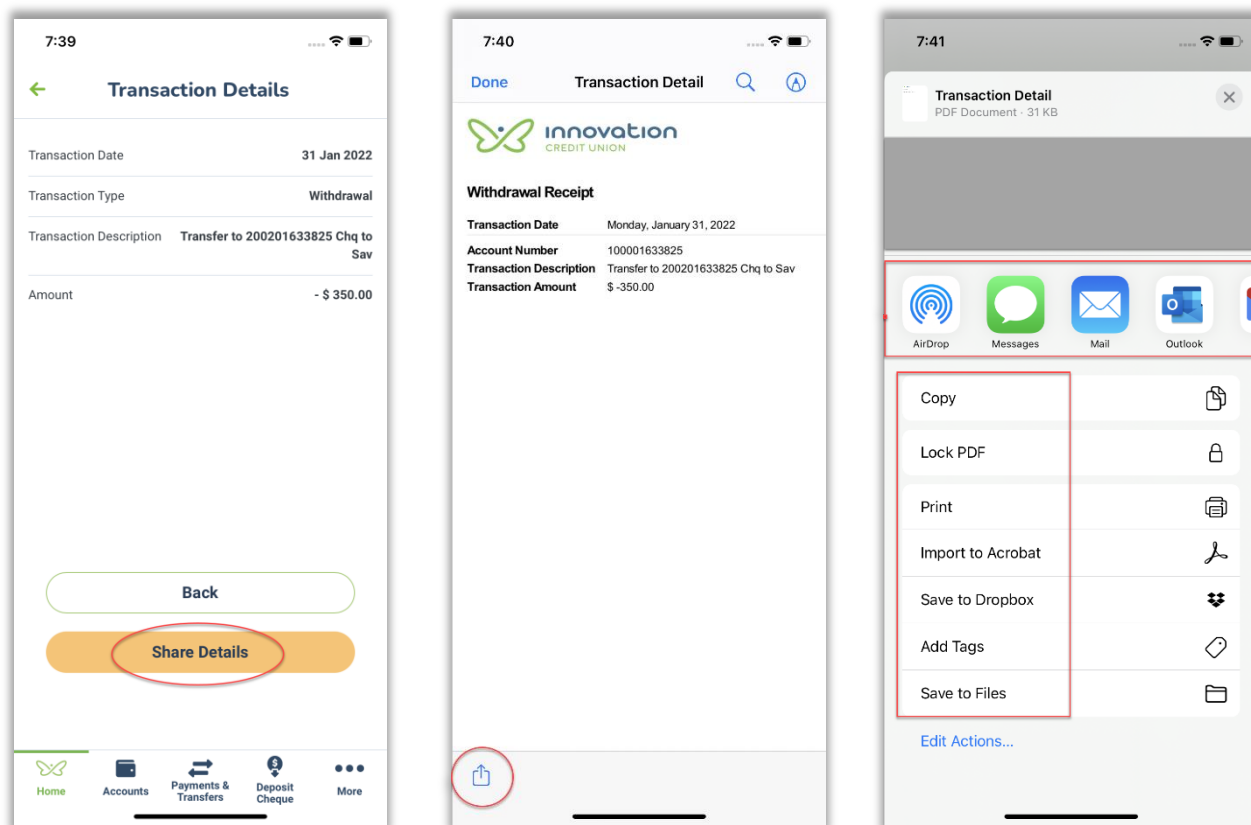 7:39
Transaction Details
Transaction Date 31 Jan 2022
Transaction Type Withdrawal
Transaction Description Transfer to 200201633825 Chq to
Sav
Amount - $ 350.00
Back
Share Details
Home Accounts Payments & Transfers Deposit Cheque More
7:40
Done Transaction Detail
innovation
CREDIT UNION
Withdrawal Receipt
Transaction Date Monday, January 31, 2022
Account Number 100001633825
Transaction Description Transfer to 200201633825 Chq to Sav
Transaction Amount $ -350.00
7:41
Transaction Detail
PDF Document · 31 KB
AirDrop Messages Mail Outlook
Copy
Lock PDF
Print
Import to Acrobat
Save to Dropbox
Add Tags
Save to Files
Edit Actions...